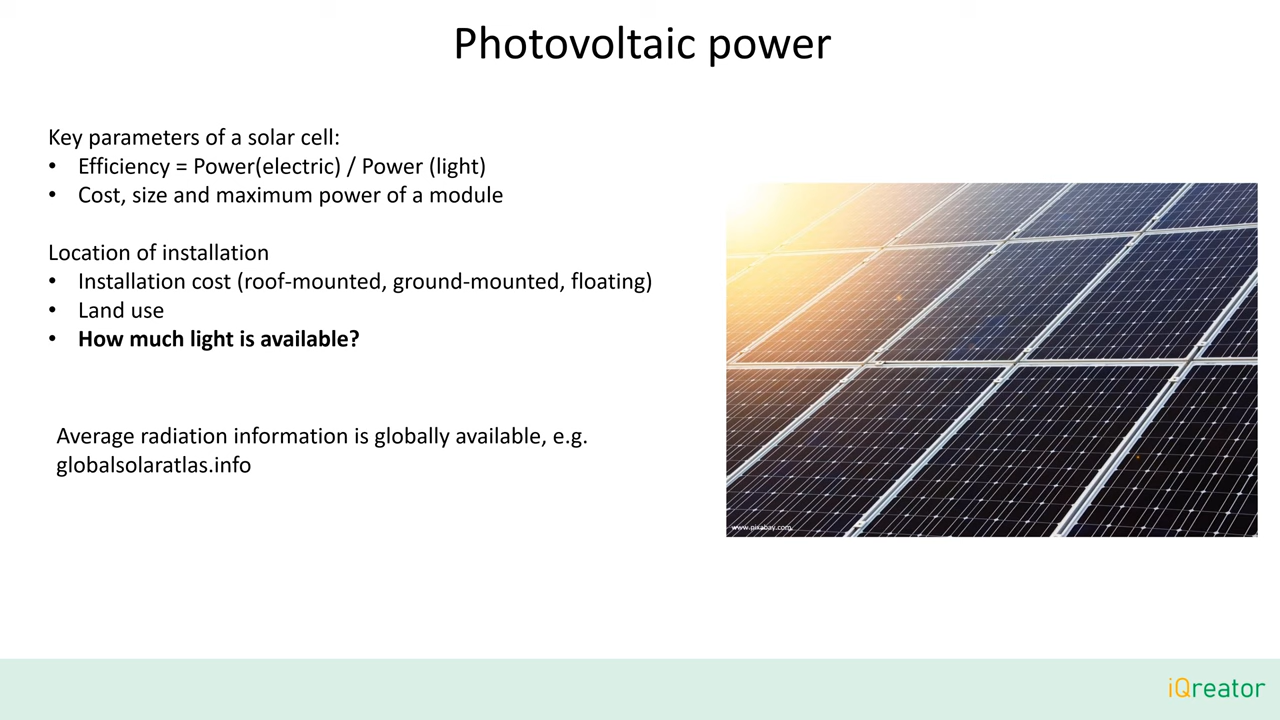 Photovoltaic power
Key parameters of a solar cell:
• Efficiency = Power(electric) / Power (light)
• Cost, size and maximum power of a module
Location of installation
• Installation cost (roof-mounted, ground-mounted, floating)
• Land use
• How much light is available?
Average radiation information is globally available, e.g.
globalsolaratlas.info
www.pixabay.com
iQreator